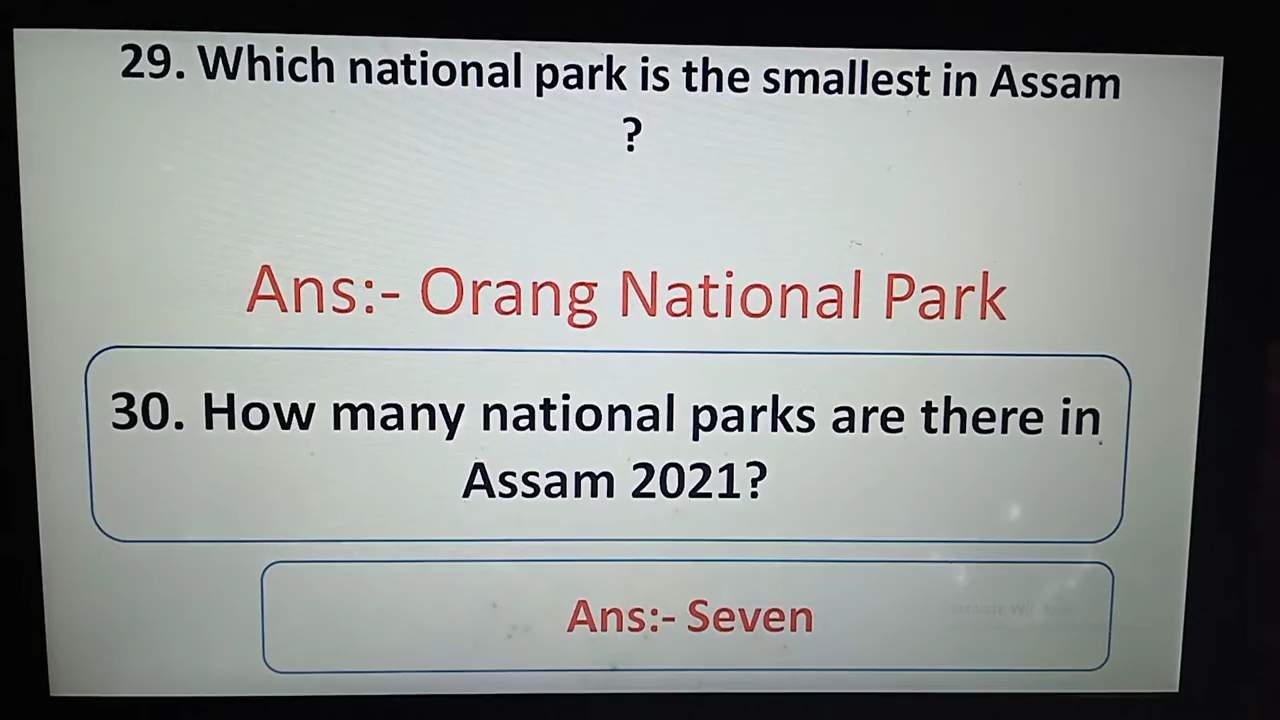 29. Which national park is the smallest in Assam
?
Ans:- Orang National Park
30. How many national parks are there in
Assam 2021?
Ans:- Seven